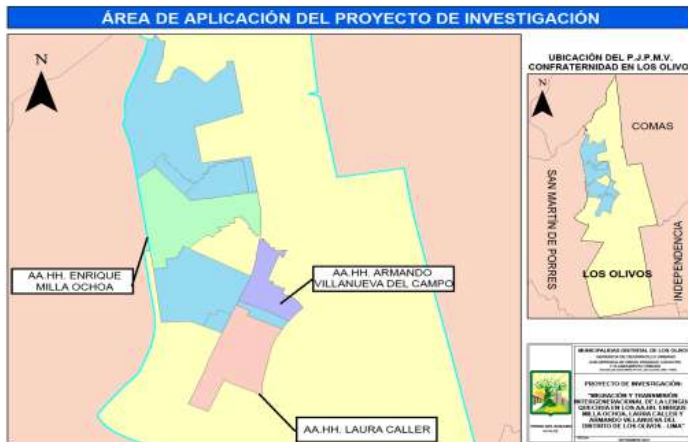 ÁREA DE APLICACIÓN DEL PROYECTO DE INVESTIGACIÓN
N
AA.HH. ENRIQUE
MILLA OCHOA
AA.HH. ARMANDO
VILLANUEVA DEL CAMPO
AA.HH. LAURA CALLER
UBICACIÓN DEL P.J.P.M.V.
CONFRATERNIDAD EN LOS OLIVO
N
COMAS
SAN MARTÍN DE PORRES
INDEPENDENCIA
LOS OLIVOS
MUNICIPALIDAD DISTRITAL DE LOS OLIVOS
PROYECTO DE INVESTIGACIÓN:
"MIGRACIÓN Y TRANSMISIÓN
INTERGENERACIONAL DE LA LENGUA
QUECHUA EN LOS AA.HH. ENRIQUE
MILLA OCHOA, LAURA CALLER Y
ARMANDO VILLANUEVA DEL
DISTRITO DE LOS OLIVOS - LIMA"